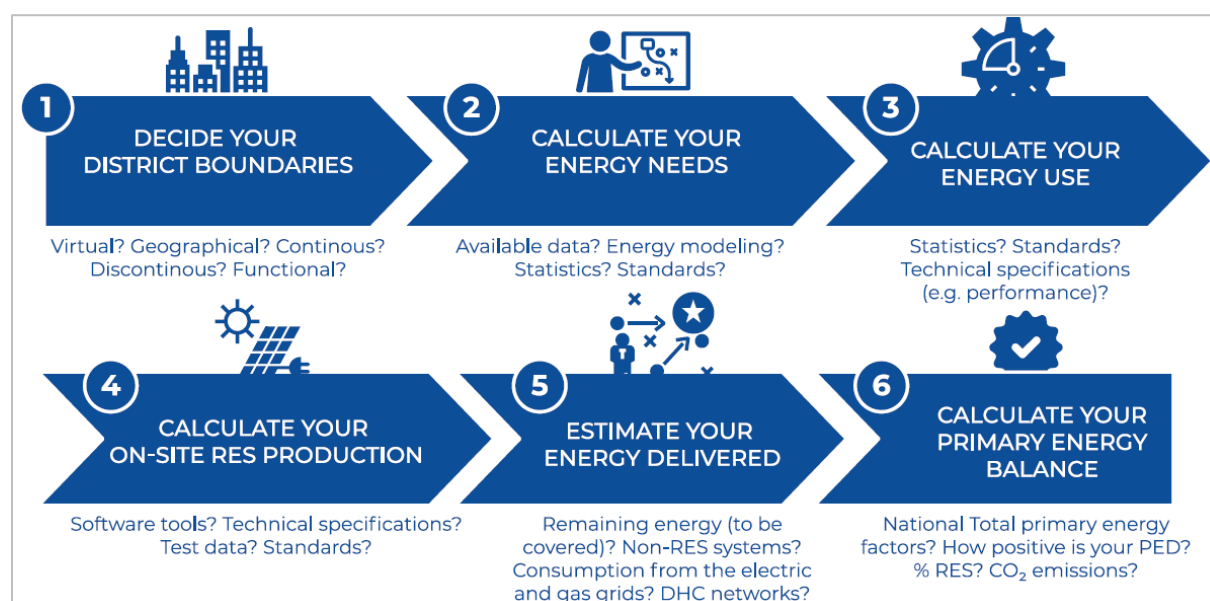 1
DECIDE YOUR
DISTRICT BOUNDARIES
Virtual? Geographical? Continous?
Discontinous? Functional?
2
CALCULATE YOUR
ENERGY NEEDS
Available data? Energy modeling?
Statistics? Standards?
3
CALCULATE YOUR
ENERGY USE
Statistics? Standards?
Technical specifications
(e.g. performance)?
4
CALCULATE YOUR
ON-SITE RES PRODUCTION
Software tools? Technical specifications?
Test data? Standards?
5
ESTIMATE YOUR
ENERGY DELIVERED
Remaining energy (to be
covered)? Non-RES systems?
Consumption from the electric
and gas grids? DHC networks?
6
CALCULATE YOUR
PRIMARY ENERGY
BALANCE
National Total primary energy
factors? How positive is your PED?
% RES? CO₂ emissions?